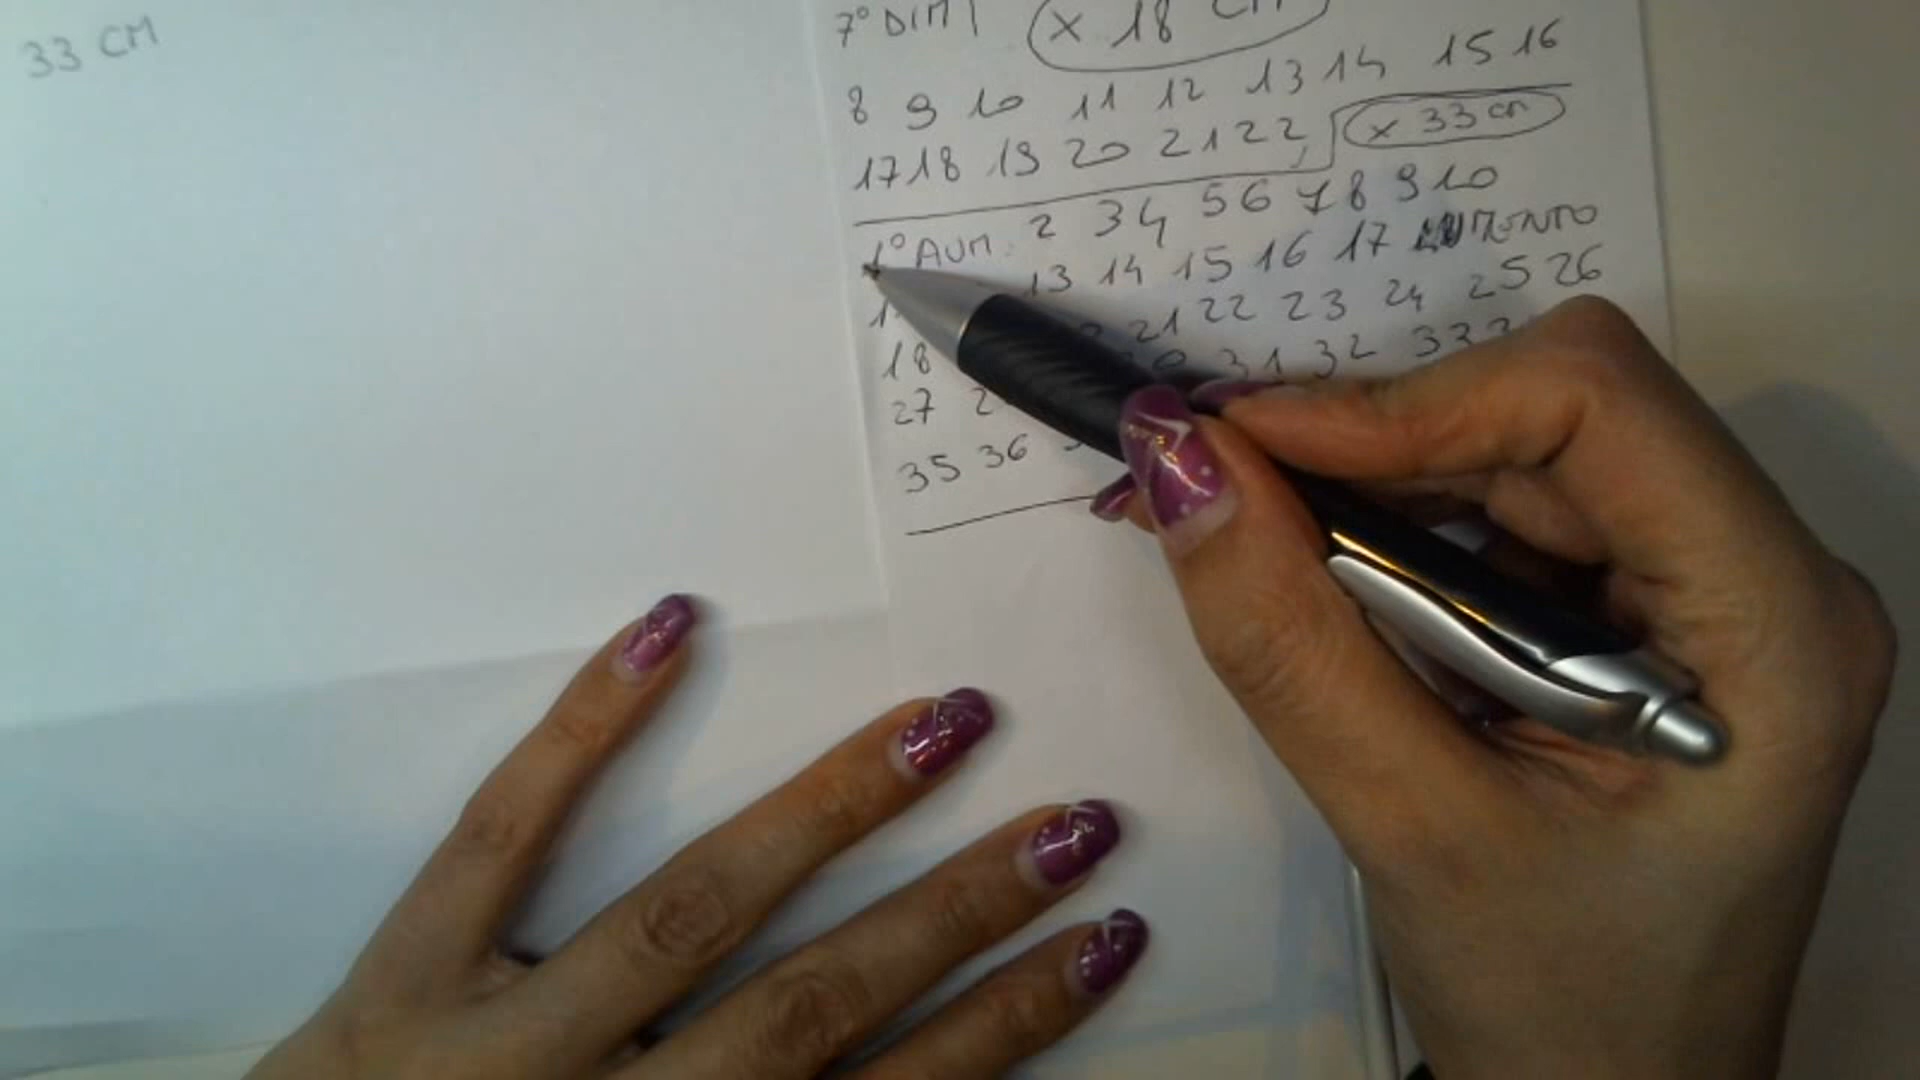 33 CM
7° DIM
x 18 CM
8 9 10 11 12 13 14 15 16
17 18 19 20 21 22, x 33 cm
1° AUM. 2 3 4 5 6 7 8 9 10
13 14 15 16 17 AUMENTO
18 21 22 23 24 25 26
27 31 32 33
35 36